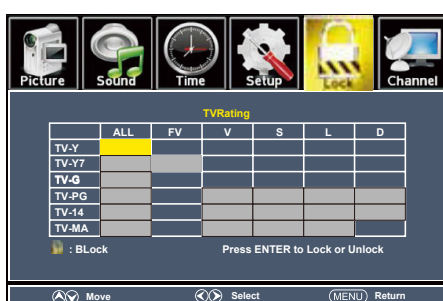 Picture Sound Time Setup Lock Channel
TVRating
ALL FV V S L D
TV-Y
TV-Y7
TV-G
TV-PG
TV-14
TV-MA
: BLock Press ENTER to Lock or Unlock
Move Select MENU Return